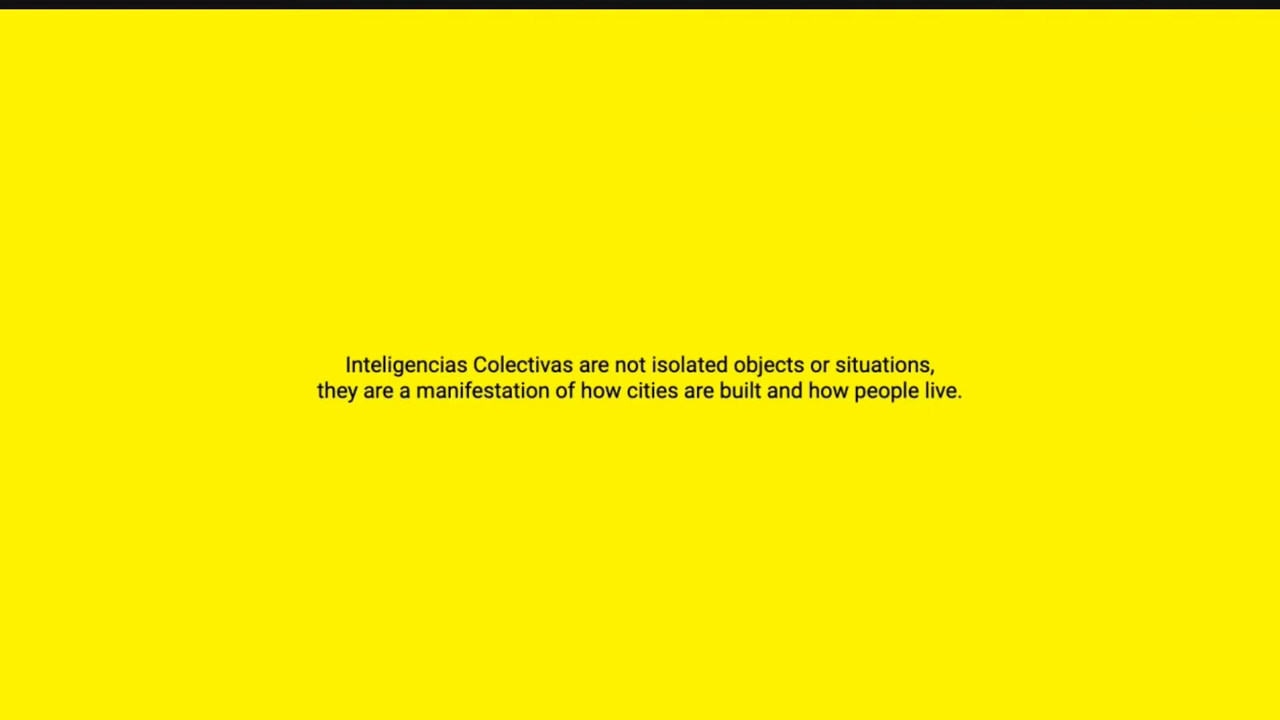 Inteligencias Colectivas are not isolated objects or situations,
they are a manifestation of how cities are built and how people live.